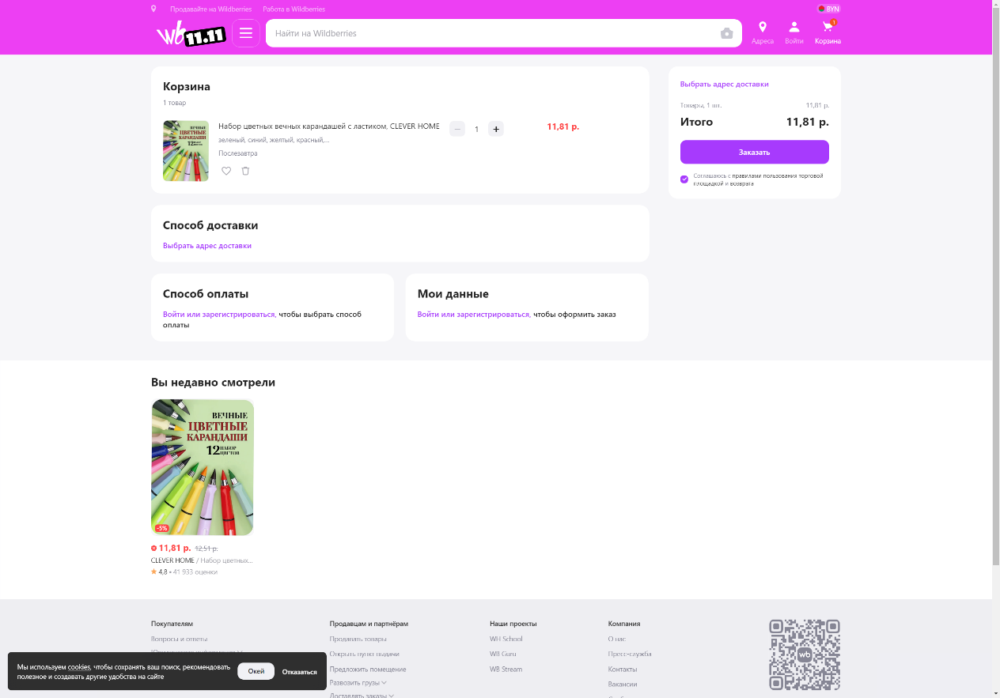 Продавайте на Wildberries
Работа в Wildberries
BYN
wb 11.11
Найти на Wildberries
Адреса
Войти
1
Корзина
Корзина
1 товар
ВЕЧНЫЕ
ЦВЕТНЫЕ
КАРАНДАШИ
12 НАБОР ЦВЕТОВ
Набор цветных вечных карандашей с ластиком, CLEVER HOME
зеленый, синий, желтый, красный,...
Послезавтра
1
11,81 р.
Выбрать адрес доставки
Товары, 1 шт.
11,81 р.
Итого
11,81 р.
Заказать
Соглашаюсь с правилами пользования торговой
площадкой и возврата
Способ доставки
Выбрать адрес доставки
Способ оплаты
Войти или зарегистрироваться, чтобы выбрать способ
оплаты
Мои данные
Войти или зарегистрироваться, чтобы оформить заказ
Вы недавно смотрели
ВЕЧНЫЕ
ЦВЕТНЫЕ
КАРАНДАШИ
12 НАБОР
ЦВЕТОВ
-5%
11,81 р. 12,51 р.
CLEVER HOME / Набор цветных...
4,8 • 41 933 оценки
Покупателям
Вопросы и ответы
Продавцам и партнёрам
Продавать товары
Открыть пункт выдачи
Предложить помещение
Развозить грузы
Доставлять заказы
Наши проекты
WB School
WB Guru
WB Stream
Компания
О нас
Пресс-служба
Контакты
Вакансии
wb
Мы используем cookies, чтобы сохранять ваш поиск, рекомендовать
полезное и создавать другие удобства на сайте
Окей
Отказаться